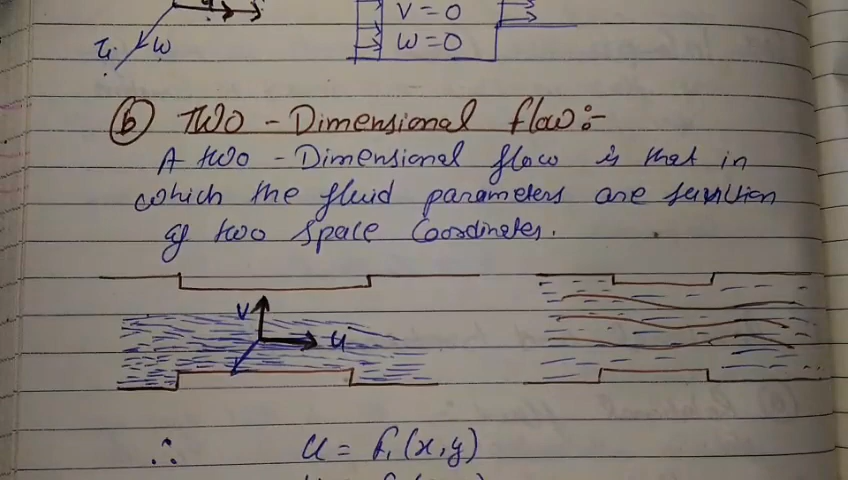 V = 0
W = 0
W
(b) TWO - Dimensional flow :-
A two - Dimensional flow is that in
which the fluid parameters are function
of two space Coordinates.
V
U
∴ U = f₁ (x,y)